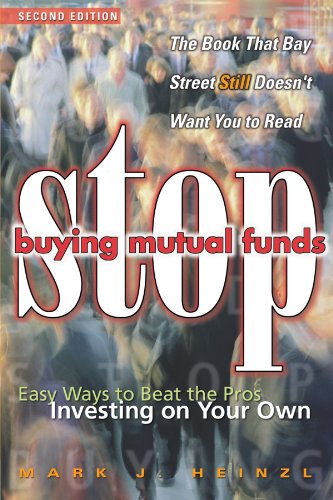 SECOND EDITION
The Book That Bay
Street Still Doesn't
Want You to Read
stop
buying mutual funds
Easy Ways to Beat the Pros
Investing on Your Own
MARK J. HEINZL